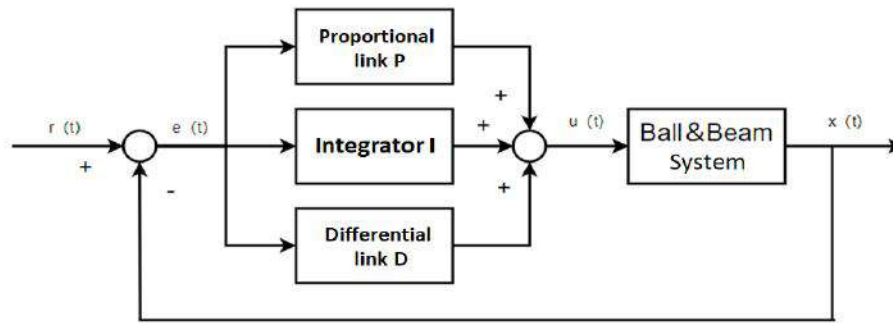 Proportional
link P
+
r (t)
e (t)
+
u (t)
Ball&Beam
System
x (t)
Integrator I
+
-
+
Differential
link D